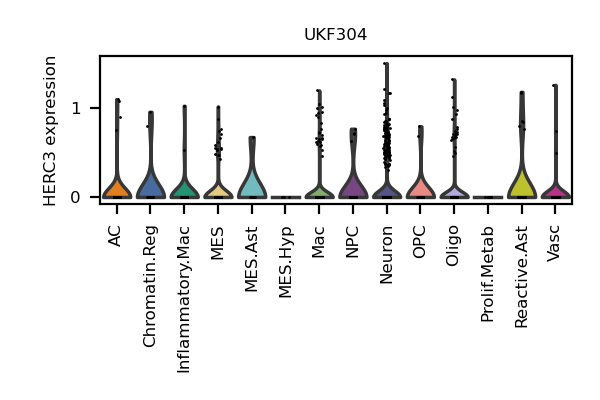 UKF304
HERC3 expression
1
0
AC
Chromatin.Reg
Inflammatory.Mac
MES
MES.Ast
MES.Hyp
Mac
NPC
Neuron
OPC
Oligo
Prolif.Metab
Reactive.Ast
Vasc